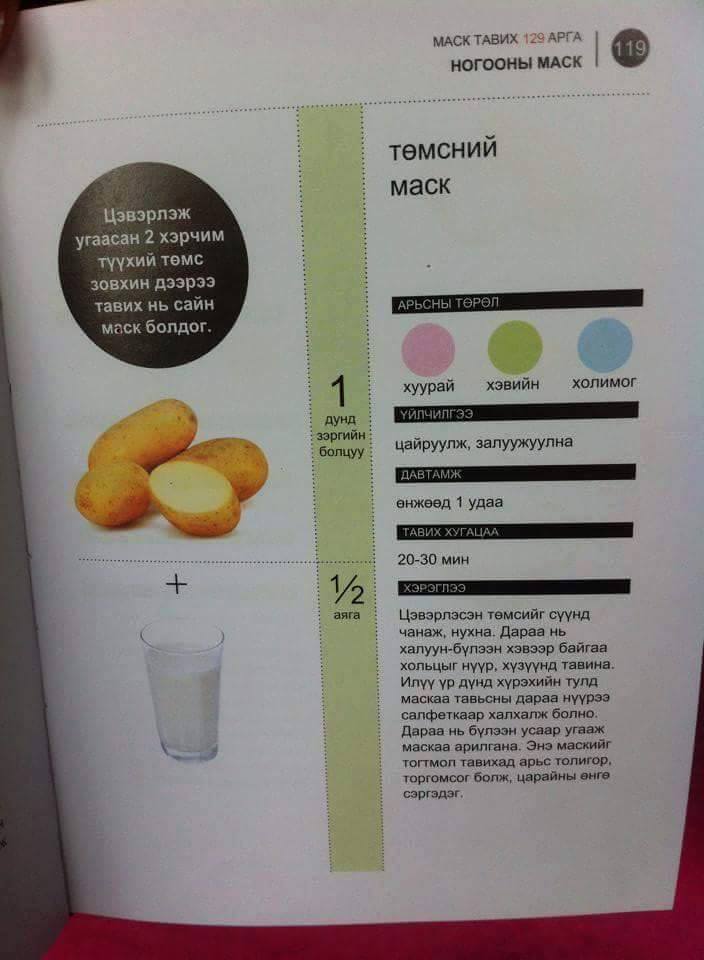 МАСК ТАВИХ 129 АРГА
НОГООНЫ МАСК
119
төмсний
маск
Цэвэрлэж
угаасан 2 хэрчим
түүхий төмс
зовхин дээрээ
тавих нь сайн
маск болдог.
1
дунд
зэргийн
болцуу
+
1/2
аяга
АРЬСНЫ ТӨРӨЛ
хуурай хэвийн холимог
ҮЙЛЧИЛГЭЭ
цайруулж, залуужуулна
ДАВТАМЖ
өнжөөд 1 удаа
ТАВИХ ХУГАЦАА
20-30 мин
ХЭРЭГЛЭЭ
Цэвэрлэсэн төмсийг сүүнд
чанаж, нухна. Дараа нь
халуун-бүлээн хэвээр байгаа
хольцыг нүүр, хүзүүнд тавина.
Илүү үр дүнд хүрэхийн тулд
маскаа тавьсны дараа нүүрээ
салфеткаар халхалж болно.
Дараа нь бүлээн усаар угааж
маскаа арилгана. Энэ маскийг
тогтмол тавихад арьс толигор,
торгомсог болж, царайны өнгө
сэргэдэг.